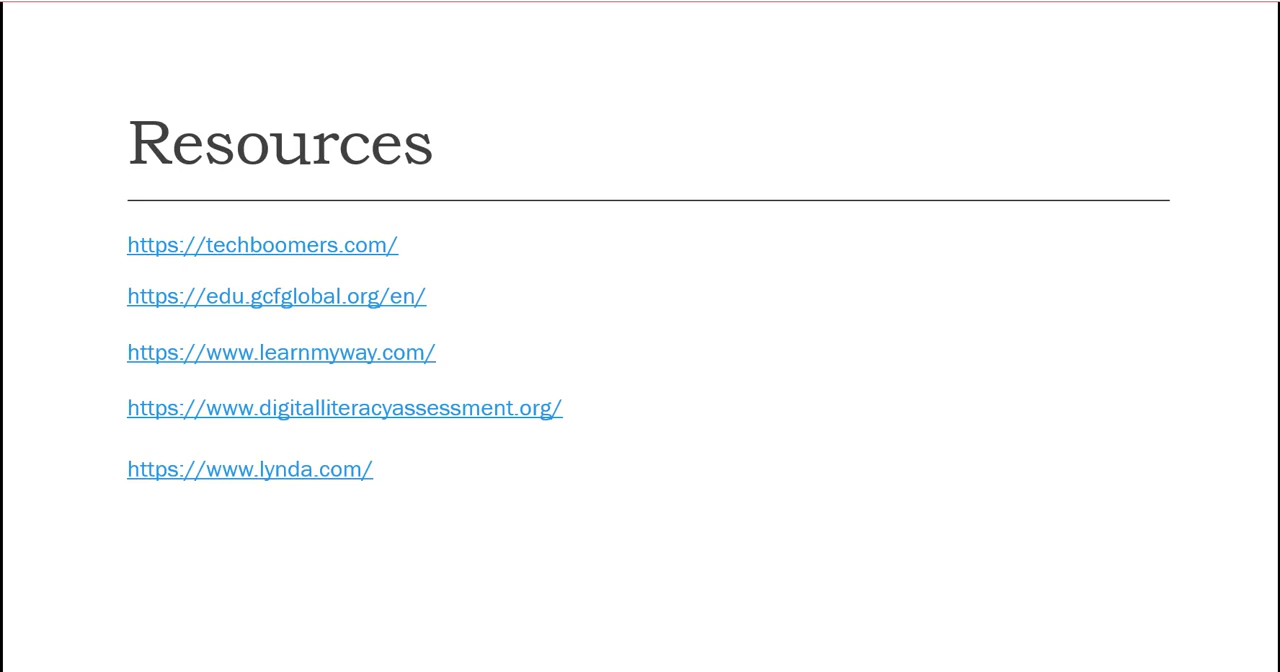 Resources
https://techboomers.com/
https://edu.gcfglobal.org/en/
https://www.learnmyway.com/
https://www.digitalliteracyassessment.org/
https://www.lynda.com/